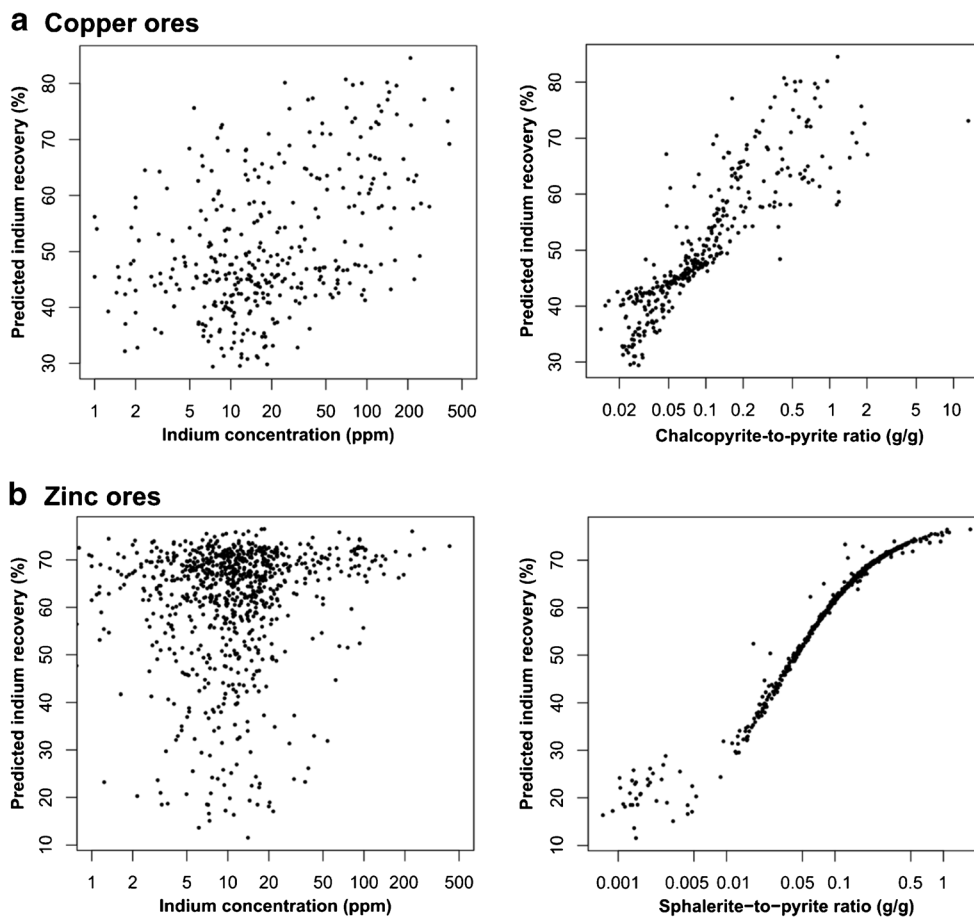 a Copper ores
Predicted indium recovery (%)
80
70
60
50
40
30
1 2 5 10 20 50 100 200 500
Indium concentration (ppm)
Predicted indium recovery (%)
80
70
60
50
40
30
0.02 0.05 0.1 0.2 0.5 1 2 5 10
Chalcopyrite-to-pyrite ratio (g/g)
b Zinc ores
Predicted indium recovery (%)
70
60
50
40
30
20
10
1 2 5 10 20 50 100 200 500
Indium concentration (ppm)
Predicted indium recovery (%)
70
60
50
40
30
20
10
0.001 0.005 0.01 0.05 0.1 0.5 1
Sphalerite-to-pyrite ratio (g/g)